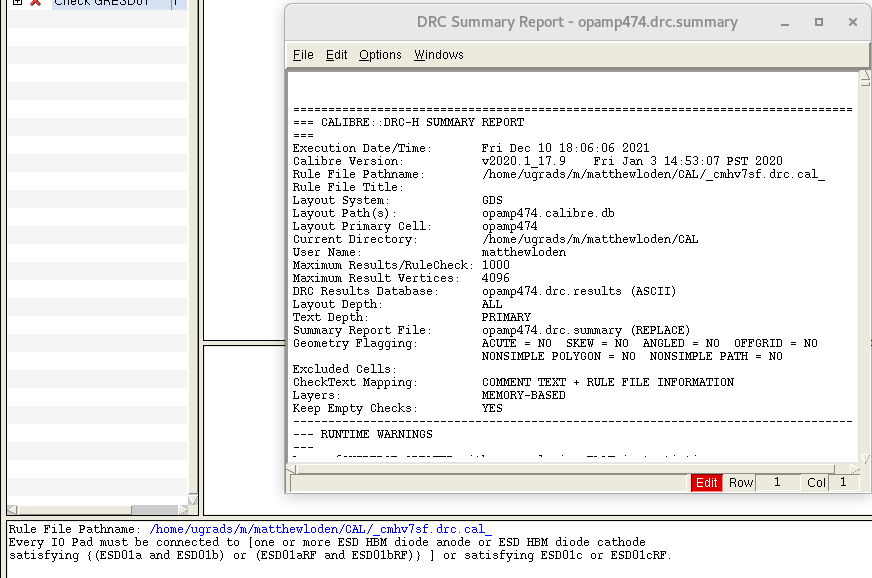 Check GRESD01 1
DRC Summary Report - opamp474.drc.summary
File Edit Options Windows
================================================================================
=== CALIBRE::DRC-H SUMMARY REPORT
===
Execution Date/Time: Fri Dec 10 18:06:06 2021
Calibre Version: v2020.1_17.9 Fri Jan 3 14:53:07 PST 2020
Rule File Pathname: /home/ugrads/m/matthewloden/CAL/_cmhv7sf.drc.cal_
Rule File Title:
Layout System: GDS
Layout Path(s): opamp474.calibre.db
Layout Primary Cell: opamp474
Current Directory: /home/ugrads/m/matthewloden/CAL
User Name: matthewloden
Maximum Results/RuleCheck: 1000
Maximum Result Vertices: 4096
DRC Results Database: opamp474.drc.results (ASCII)
Layout Depth: ALL
Text Depth: PRIMARY
Summary Report File: opamp474.drc.summary (REPLACE)
Geometry Flagging: ACUTE = NO SKEW = NO ANGLED = NO OFFGRID = NO
NONSIMPLE POLYGON = NO NONSIMPLE PATH = NO
Excluded Cells:
CheckText Mapping: COMMENT TEXT + RULE FILE INFORMATION
Layers: MEMORY-BASED
Keep Empty Checks: YES
--------------------------------------------------------------------------------
--- RUNTIME WARNINGS
---
Edit Row 1 Col 1
Rule File Pathname: /home/ugrads/m/matthewloden/CAL/_cmhv7sf.drc.cal_
Every IO Pad must be connected to [one or more ESD HBM diode anode or ESD HBM diode cathode
satisfying {(ESD01a and ESD01b) or (ESD01aRF and ESD01bRF)} ] or satisfying ESD01c or ESD01cRF.